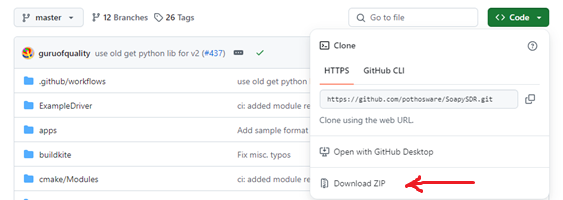 master
12 Branches
26 Tags
Go to file
Code
guruofquality use old get python lib for v2 (#437)
.github/workflows
use old get python
ExampleDriver
ci: added module re
apps
Add sample format
buildkite
Fix misc. typos
cmake/Modules
ci: added module re
Clone
HTTPS
GitHub CLI
https://github.com/pothosware/SoapySDR.git
Clone using the web URL.
Open with GitHub Desktop
Download ZIP